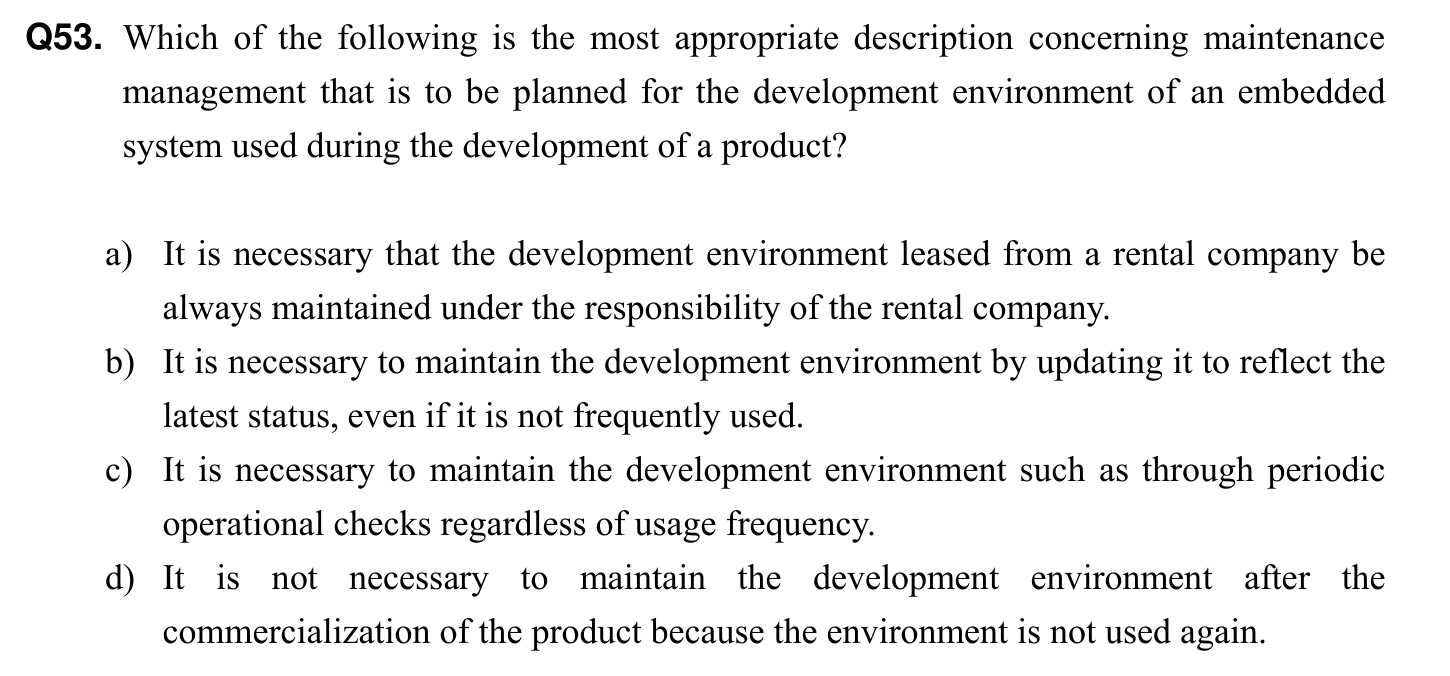 Q53. Which of the following is the most appropriate description concerning maintenance
management that is to be planned for the development environment of an embedded
system used during the development of a product?
a) It is necessary that the development environment leased from a rental company be
always maintained under the responsibility of the rental company.
b) It is necessary to maintain the development environment by updating it to reflect the
latest status, even if it is not frequently used.
c) It is necessary to maintain the development environment such as through periodic
operational checks regardless of usage frequency.
d) It is not necessary to maintain the development environment after the
commercialization of the product because the environment is not used again.